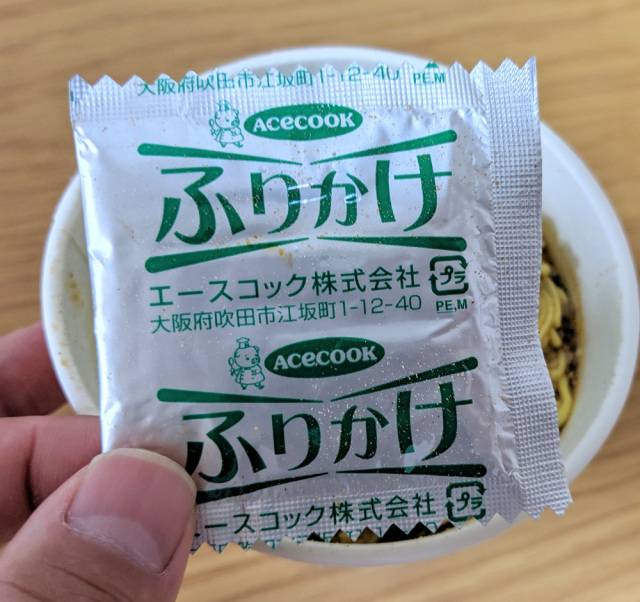 大阪府吹田市江坂町1-12-40 PE,M
Acecook
ふりかけ
エースコック株式会社 プラ
大阪府吹田市江坂町1-12-40 PE,M
Acecook
ふりかけ
エースコック株式会社 プラ